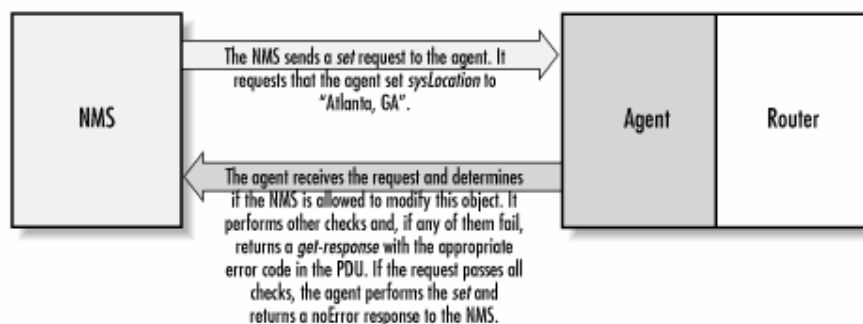 The NMS sends a set request to the agent. It
requests that the agent set sysLocation to
"Atlanta, GA".
NMS
Agent
Router
The agent receives the request and determines
if the NMS is allowed to modify this object. It
performs other checks and, if any of them fail,
returns a get-response with the appropriate
error code in the PDU. If the request passes all
checks, the agent performs the set and
returns a noError response to the NMS.